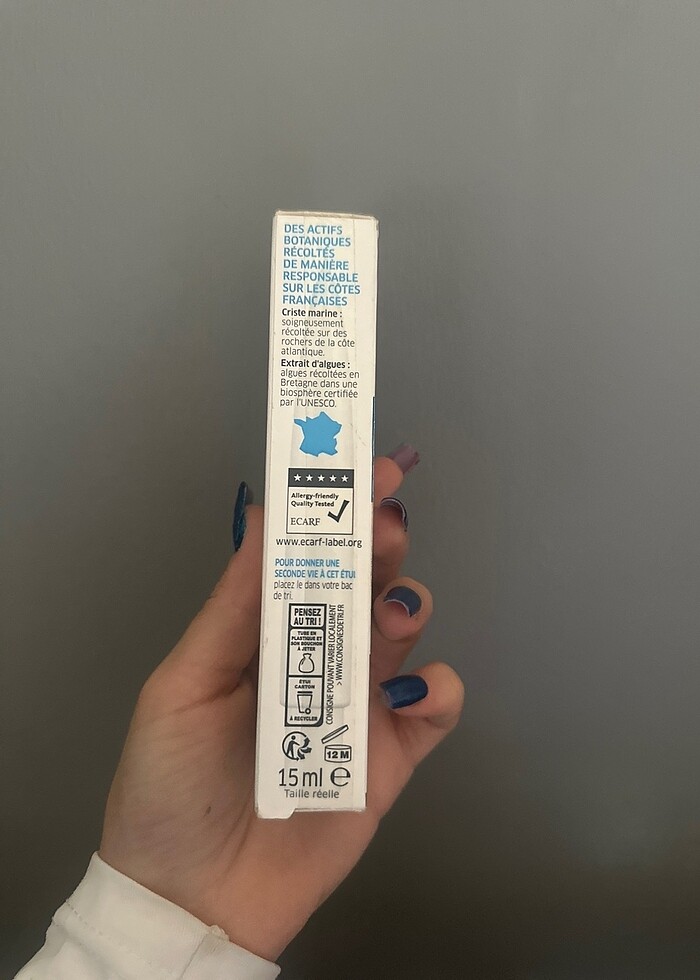 DES ACTIFS
BOTANIQUES
RÉCOLTÉS
DE MANIÈRE
RESPONSABLE
SUR LES CÔTES
FRANÇAISES
Criste marine :
soigneusement
récoltée sur des
rochers de la côte
atlantique.
Extrait d'algues :
algues récoltées en
Bretagne dans une
biosphère certifiée
par l'UNESCO.
Allergy-friendly
Quality Tested
ECARF
www.ecarf-label.org
POUR DONNER UNE
SECONDE VIE À CET ÉTUI
placez le dans votre bac
de tri.
PENSEZ
AU TRI !
TUBE EN
PLASTIQUE ET
SON BOUCHON
À JETER
ÉTUI
CARTON
À RECYCLER
CONSIGNE POUVANT VARIER LOCALEMENT
> WWW.CONSIGNESDETRI.FR
12 M
15 ml e
Taille réelle